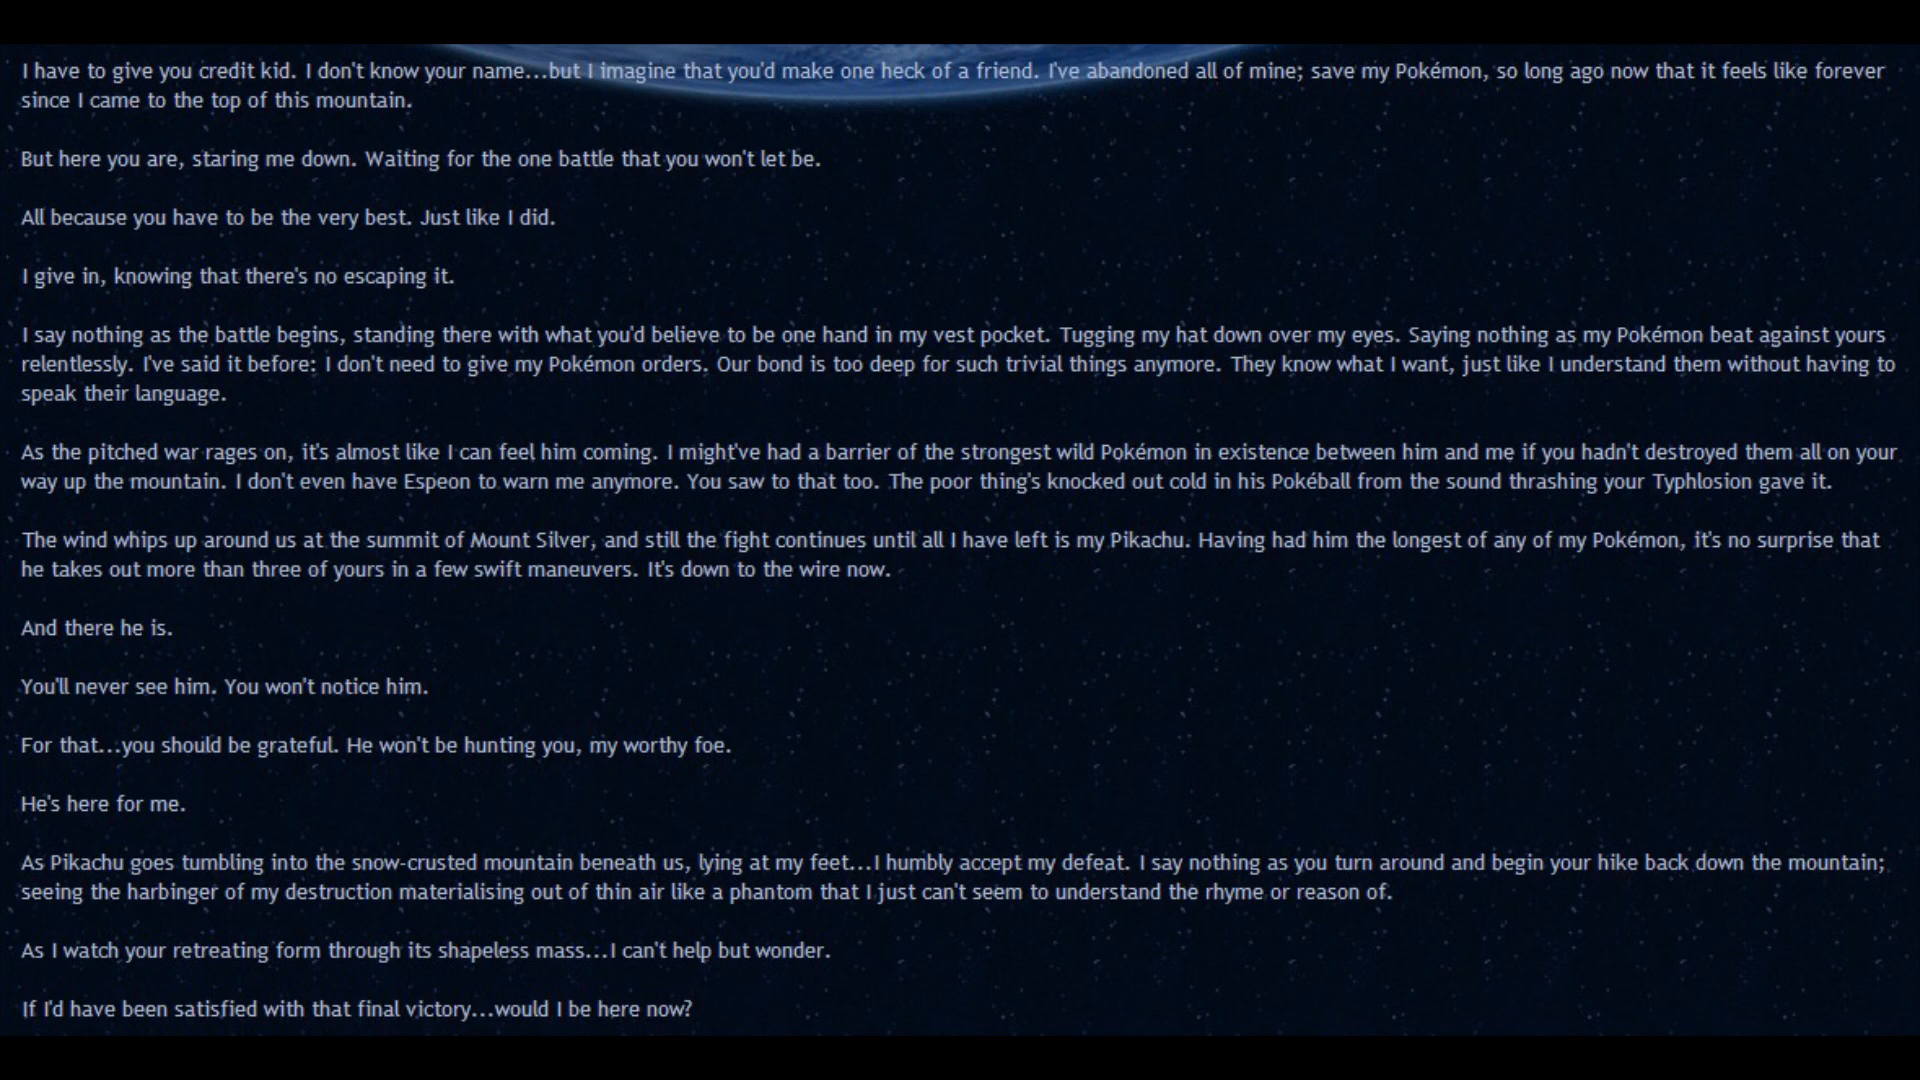 I have to give you credit kid. I don't know your name...but I imagine that you'd make one heck of a friend. I've abandoned all of mine; save my Pokémon, so long ago now that it feels like forever
since I came to the top of this mountain.
But here you are, staring me down. Waiting for the one battle that you won't let be.
All because you have to be the very best. Just like I did.
I give in, knowing that there's no escaping it.
I say nothing as the battle begins, standing there with what you'd believe to be one hand in my vest pocket. Tugging my hat down over my eyes. Saying nothing as my Pokémon beat against yours
relentlessly. I've said it before: I don't need to give my Pokémon orders. Our bond is too deep for such trivial things anymore. They know what I want, just like I understand them without having to
speak their language.
As the pitched war rages on, it's almost like I can feel him coming. I might've had a barrier of the strongest wild Pokémon in existence between him and me if you hadn't destroyed them all on your
way up the mountain. I don't even have Espeon to warn me anymore. You saw to that too. The poor thing's knocked out cold in his Pokéball from the sound thrashing your Typhlosion gave it.
The wind whips up around us at the summit of Mount Silver, and still the fight continues until all I have left is my Pikachu. Having had him the longest of any of my Pokémon, it's no surprise that
he takes out more than three of yours in a few swift maneuvers. It's down to the wire now.
And there he is.
You'll never see him. You won't notice him.
For that...you should be grateful. He won't be hunting you, my worthy foe.
He's here for me.
As Pikachu goes tumbling into the snow-crusted mountain beneath us, lying at my feet...I humbly accept my defeat. I say nothing as you turn around and begin your hike back down the mountain;
seeing the harbinger of my destruction materialising out of thin air like a phantom that I just can't seem to understand the rhyme or reason of.
As I watch your retreating form through its shapeless mass...I can't help but wonder.
If I'd have been satisfied with that final victory...would I be here now?